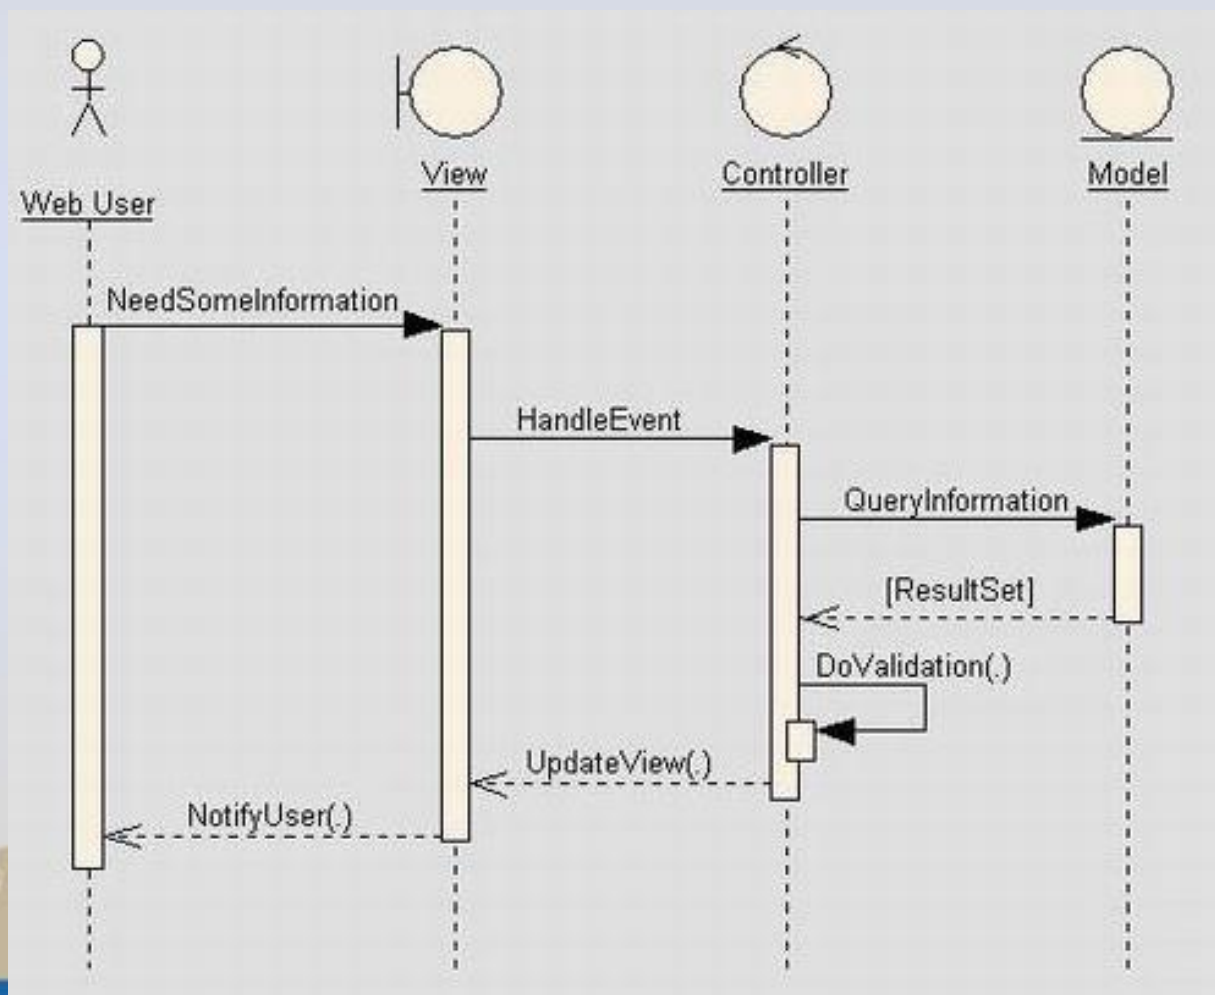 View
Controller
Model
Web User
NeedSomeInformation
HandleEvent
QueryInformation
[ResultSet]
DoValidation(.)
UpdateView(.)
NotifyUser(.)